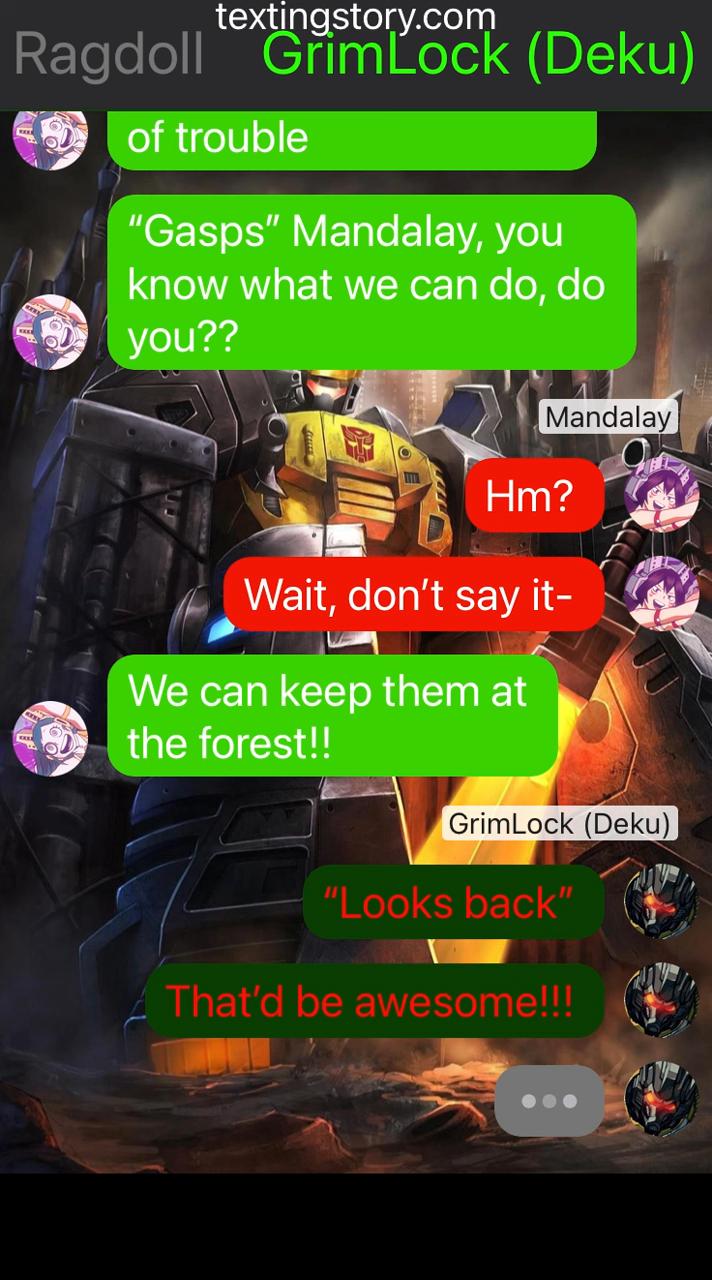 textingstory.com
Ragdoll GrimLock (Deku)
of trouble
“Gasps” Mandalay, you
know what we can do, do
you??
Mandalay
Hm?
Wait, don’t say it-
We can keep them at
the forest!!
GrimLock (Deku)
“Looks back”
That’d be awesome!!!